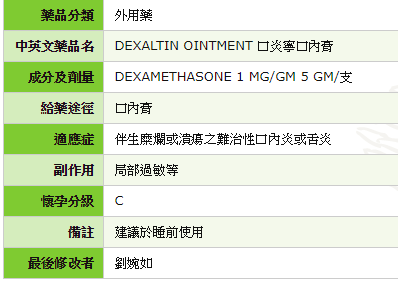 藥品分類 外用藥
中英文藥品名 DEXALTIN OINTMENT 口炎寧口內膏
成分及劑量 DEXAMETHASONE 1 MG/GM 5 GM/支
給藥途徑 口內膏
適應症 伴生糜爛或潰瘍之難治性口內炎或舌炎
副作用 局部過敏等
懷孕分級 C
備註 建議於睡前使用
最後修改者 劉婉如